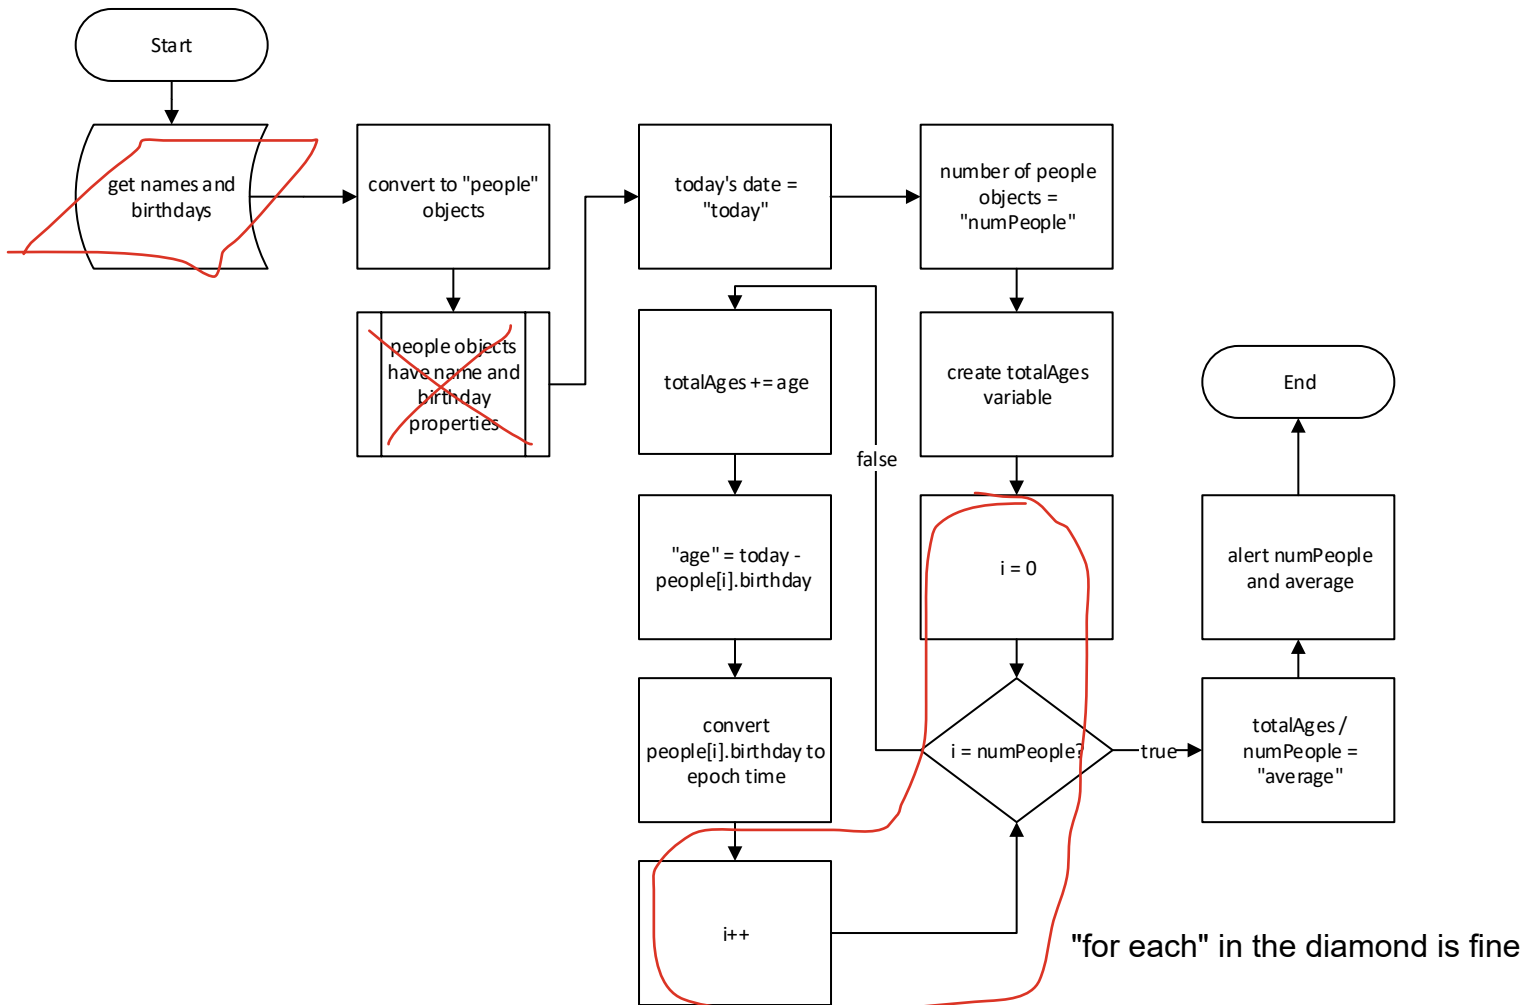 Start
get names and
birthdays
convert to "people"
objects
people objects
have name and
birthday
properties
today's date =
"today"
number of people
objects =
"numPeople"
totalAges += age
create totalAges
variable
false
"age" = today -
people[i].birthday
i = 0
convert
people[i].birthday to
epoch time
i = numPeople?
true
i++
totalAges /
numPeople =
"average"
alert numPeople
and average
End
"for each" in the diamond is fine